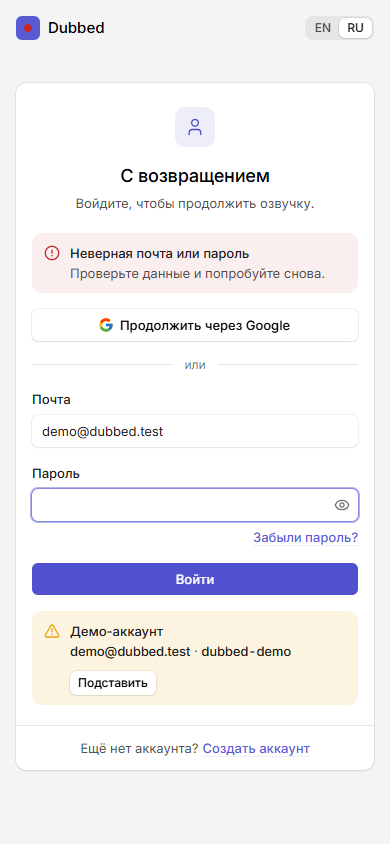 Dubbed
EN RU
С возвращением
Войдите, чтобы продолжить озвучку.
Неверная почта или пароль
Проверьте данные и попробуйте снова.
Продолжить через Google
или
Почта
demo@dubbed.test
Пароль
Забыли пароль?
Войти
Демо-аккаунт
demo@dubbed.test · dubbed-demo
Подставить
Ещё нет аккаунта? Создать аккаунт